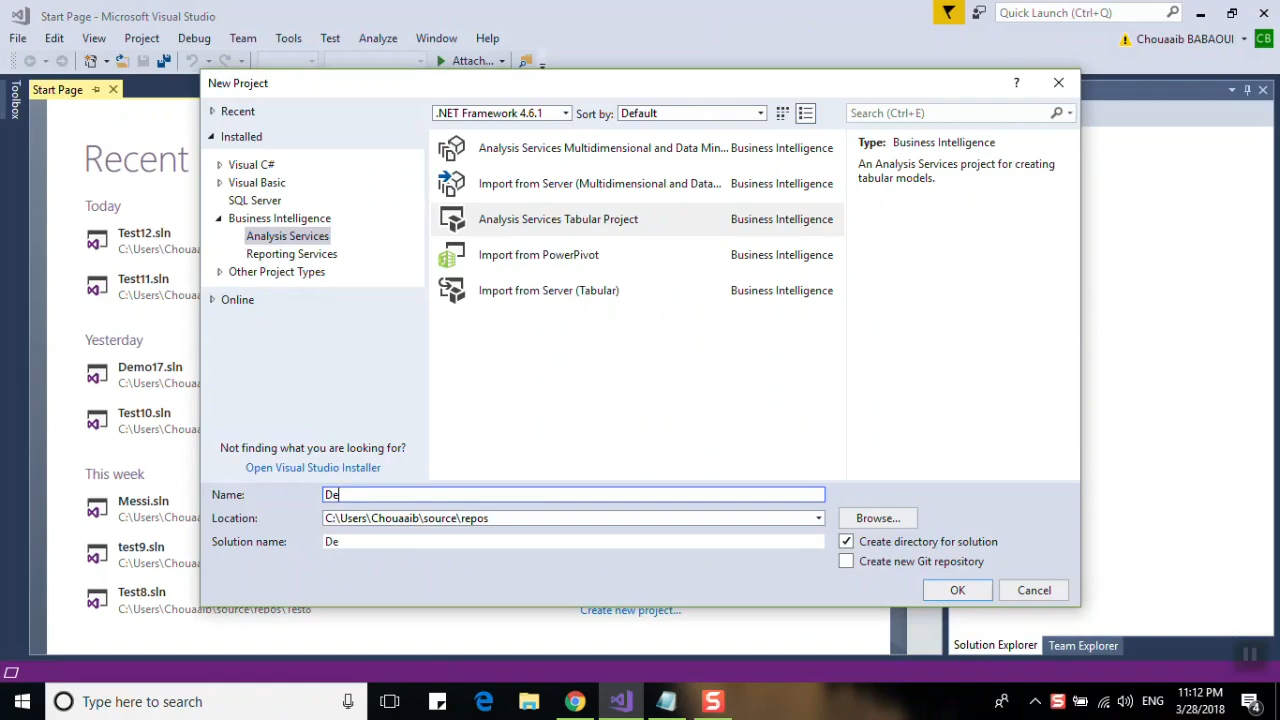 Start Page - Microsoft Visual Studio
Quick Launch (Ctrl+Q)
File Edit View Project Debug Team Tools Test Analyze Window Help
Chouaaib BABAOUI CB
Attach...
Toolbox
Start Page
New Project
?
Recent
Installed
Visual C#
Visual Basic
SQL Server
Business Intelligence
Analysis Services
Reporting Services
Other Project Types
Online
Not finding what you are looking for?
Open Visual Studio Installer
.NET Framework 4.6.1
Sort by: Default
Search (Ctrl+E)
Analysis Services Multidimensional and Data Min... Business Intelligence
Import from Server (Multidimensional and Data... Business Intelligence
Analysis Services Tabular Project Business Intelligence
Import from PowerPivot Business Intelligence
Import from Server (Tabular) Business Intelligence
Type: Business Intelligence
An Analysis Services project for creating
tabular models.
Name: De
Location: C:\Users\Chouaaib\source\repos
Browse...
Solution name: De
Create directory for solution
Create new Git repository
OK Cancel
Recent
Today
Test12.sln
C:\Users\Chouaa
Test11.sln
C:\Users\Chouaa
Yesterday
Demo17.sln
C:\Users\Chouaa
Test10.sln
C:\Users\Chouaa
This week
Messi.sln
C:\Users\Chouaa
test9.sln
C:\Users\Chouaa
Test8.sln
C:\Users\Chouaaib\source\repos\Test8
Create new project...
Solution Explorer Team Explorer
Type here to search
ENG
11:12 PM
3/28/2018
4